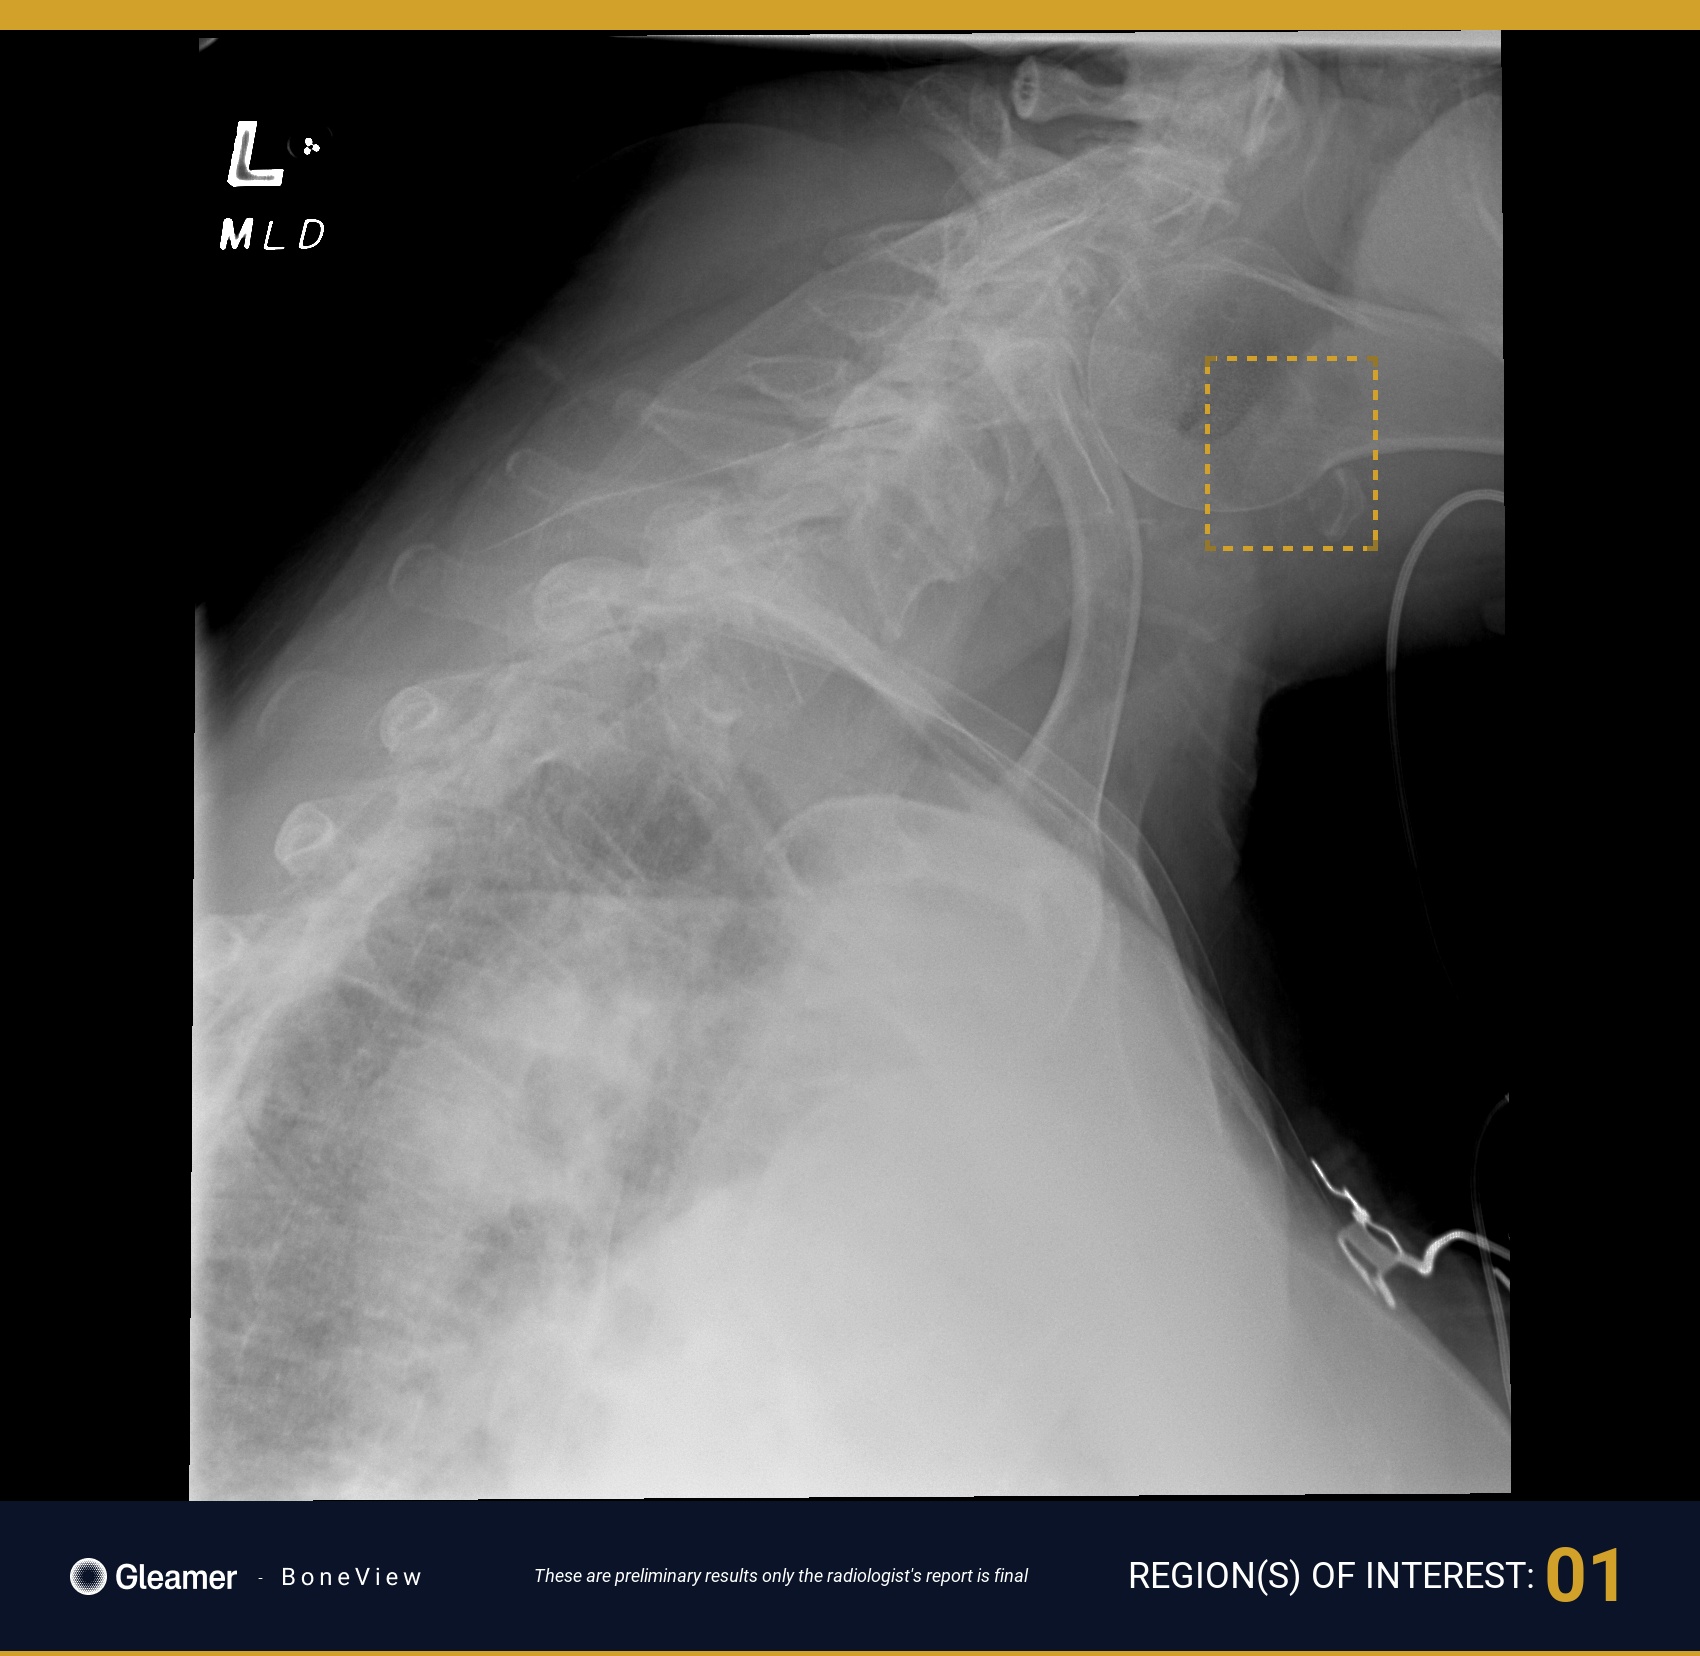 L
MLD
Gleamer - BoneView
These are preliminary results only the radiologist's report is final
REGION(S) OF INTEREST: 01